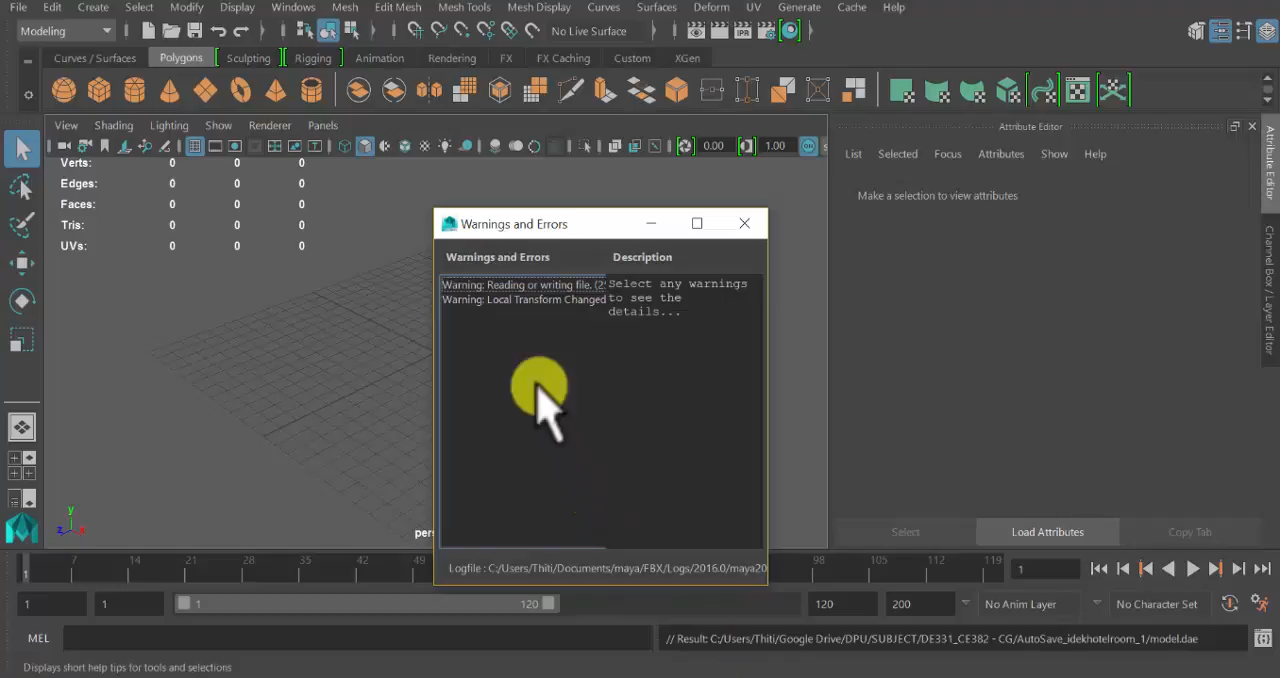 File Edit Create Select Modify Display Windows Mesh Edit Mesh Mesh Tools Mesh Display Curves Surfaces Deform UV Generate Cache Help
Modeling No Live Surface
Curves / Surfaces Polygons Sculpting Rigging Animation Rendering FX FX Caching Custom XGen
View Shading Lighting Show Renderer Panels
0.00 1.00
Verts: 0 0 0
Edges: 0 0 0
Faces: 0 0 0
Tris: 0 0 0
UVs: 0 0 0
y
z x
Warnings and Errors
Warnings and Errors Description
Warning: Reading or writing file.
Warning: Local Transform Changed
Select any warnings
to see the
details...
Logfile : C:/Users/Thiti/Documents/maya/FBX/Logs/2016.0/maya20
Attribute Editor
List Selected Focus Attributes Show Help
Make a selection to view attributes
Select Load Attributes Copy Tab
Attribute Editor
Channel Box / Layer Editor
1 7 14 21 28 35 42 49 98 105 112 119 1
1 1 1 120 120 200 No Anim Layer No Character Set
MEL // Result: C:/Users/Thiti/Google Drive/DPU/SUBJECT/DE331_CE382 - CG/AutoSave_idekhotelroom_1/model.dae
Displays short help tips for tools and selections